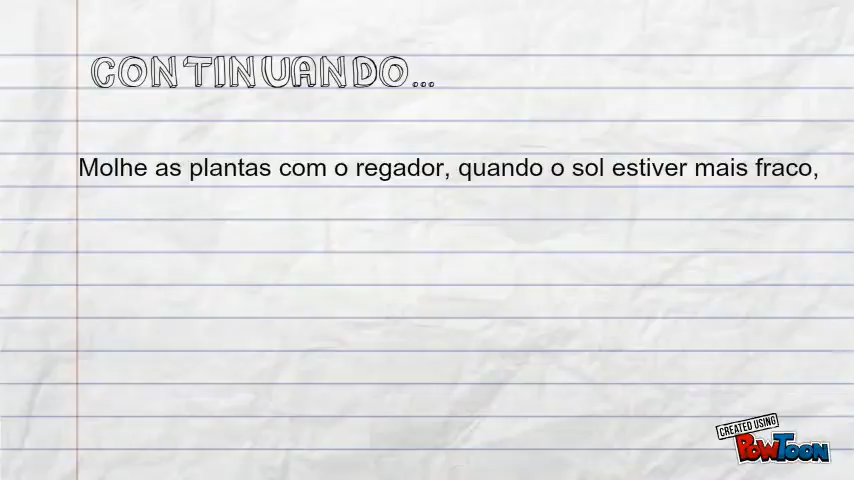 CONTINUANDO...
Molhe as plantas com o regador, quando o sol estiver mais fraco,
CREATED USING
POWTOON